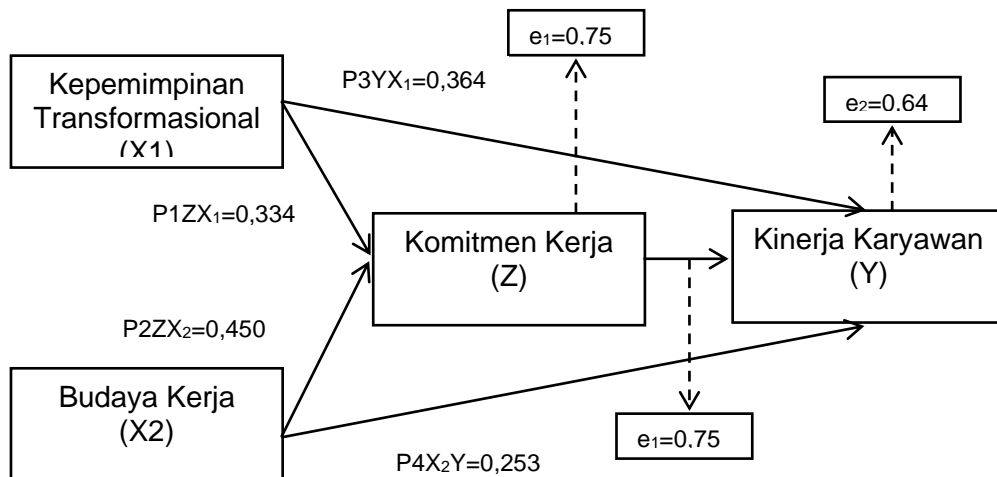 e₁=0.75
Kepemimpinan
Transformasional
(X1)
P3YX₁=0,364
e₂=0.64
P1ZX₁=0,334
Komitmen Kerja
(Z)
Kinerja Karyawan
(Y)
P2ZX₂=0,450
Budaya Kerja
(X2)
e₁=0.75
P4X₂Y=0,253